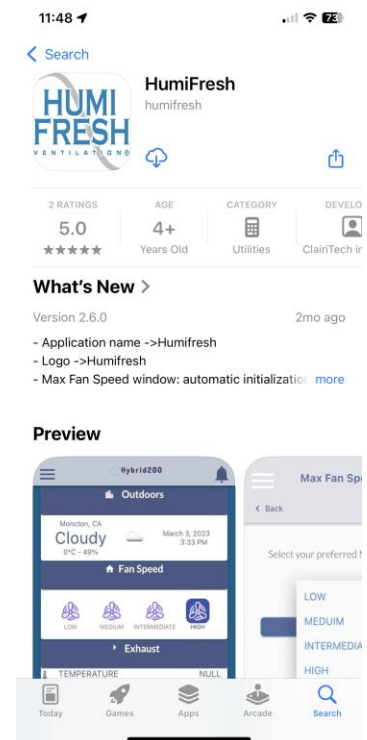 11:48
73
Search
HUMI
FRESH
VENTILATION
HumiFresh
humifresh
2 RATINGS
AGE
CATEGORY
DEVELO
5.0
4+
★★★★★
Years Old
Utilities
ClairiTech in
What's New >
Version 2.6.0
2mo ago
- Application name ->Humifresh
- Logo ->Humifresh
- Max Fan Speed window: automatic initializatio more
Preview
Hybrid200
Outdoors
Moncton, CA
Cloudy
0°C - 49%
March 3, 2023
3:33 PM
Fan Speed
LOW
MEDIUM
INTERMEDIATE
HIGH
Exhaust
TEMPERATURE
NULL
Max Fan Spe
< Back
Select your preferred M
LOW
MEDUIM
INTERMEDIA
HIGH
Today
Games
Apps
Arcade
Search